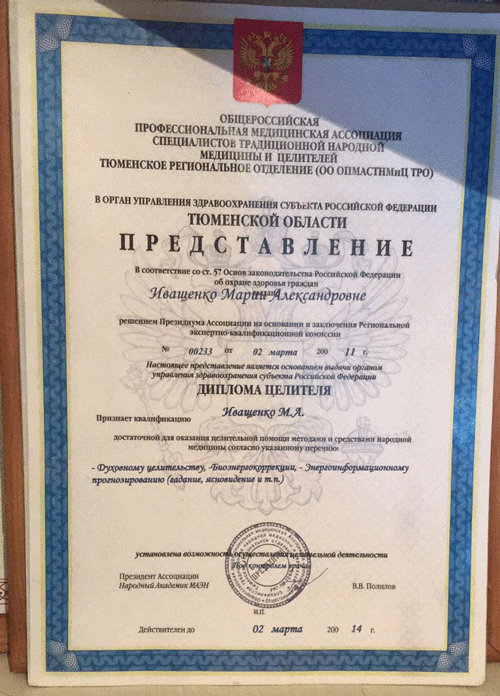 ОБЩЕРОССИЙСКАЯ
ПРОФЕССИОНАЛЬНАЯ МЕДИЦИНСКАЯ АССОЦИАЦИЯ
СПЕЦИАЛИСТОВ ТРАДИЦИОННОЙ НАРОДНОЙ
МЕДИЦИНЫ И ЦЕЛИТЕЛЕЙ
ТЮМЕНСКОЕ РЕГИОНАЛЬНОЕ ОТДЕЛЕНИЕ (ОО ОПМАСТНМиЦ ТРО)
В ОРГАН УПРАВЛЕНИЯ ЗДРАВООХРАНЕНИЯ СУБЪЕКТА РОССИЙСКОЙ ФЕДЕРАЦИИ
ТЮМЕНСКОЙ ОБЛАСТИ
ПРЕДСТАВЛЕНИЕ
В соответствие со ст. 57 Основ законодательства Российской Федерации
об охране здоровья граждан
Иващенко Марии Александровне
решением Президиума Ассоциации на основании и заключения Региональной
экспертно-квалификационной комиссии
№ 00233 от 02 марта 200 11 г.
Настоящее представление является основанием выдачи органом
управления здравоохранения субъекта Российской Федерации
ДИПЛОМА ЦЕЛИТЕЛЯ
Иващенко М.А.
Признает квалификацию
достаточной для оказания целительной помощи методами и средствами народной
медицины согласно указанному перечню:
- Духовному целительству, -Биоэнергокоррекции, - Энергоинформационному
прогнозированию (гадание, ясновидение и т.п.)
установлена возможность осуществления целительной деятельности
Под контролем врача
Президент Ассоциации
Народный Академик МАЭН В.В. Полилов
М.П.
Действителен до 02 марта 200 14 г.